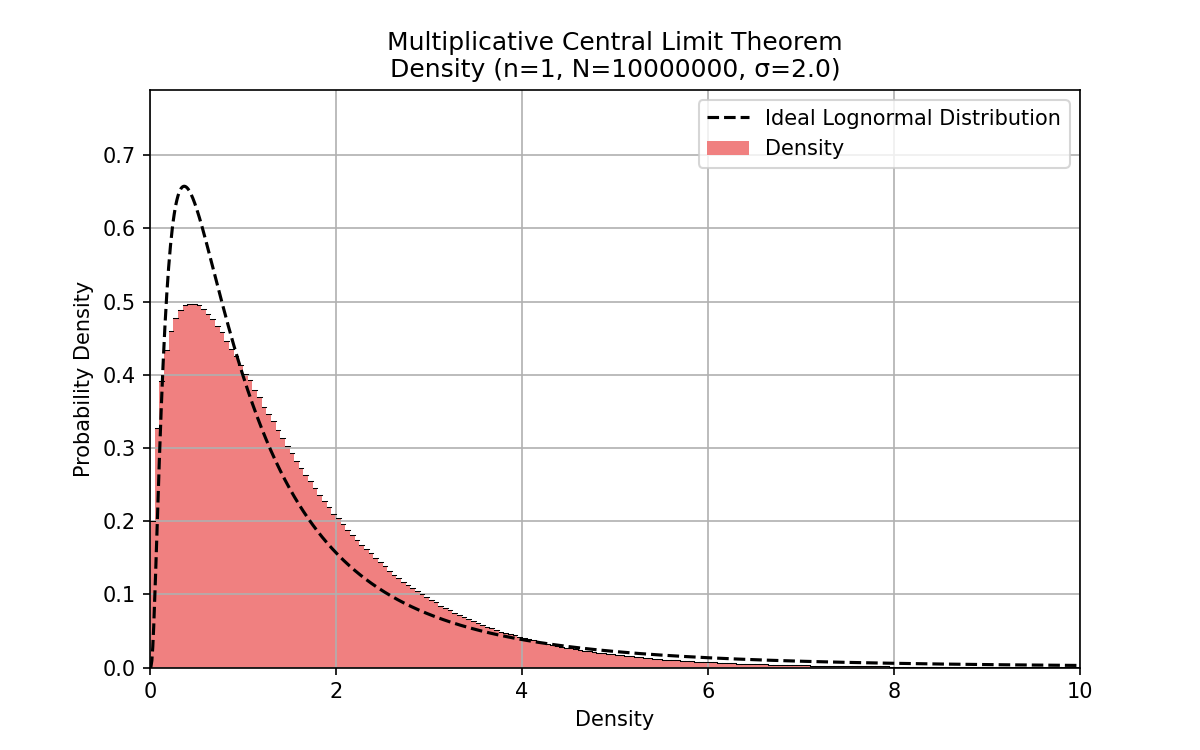 Multiplicative Central Limit Theorem
Density (n=1, N=10000000, σ=2.0)
Ideal Lognormal Distribution
Density
Probability Density
0.7
0.6
0.5
0.4
0.3
0.2
0.1
0.0
0 2 4 6 8 10
Density